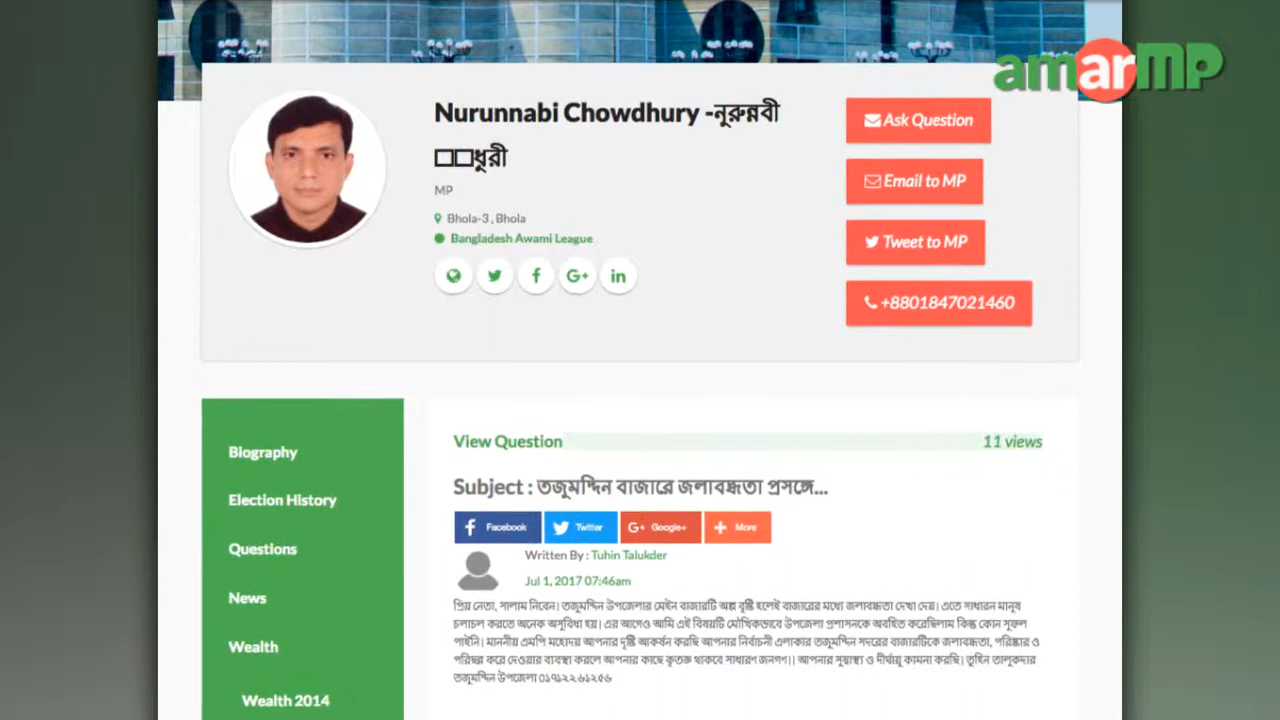 amarMP
Nurunnabi Chowdhury -নুরুন্নবী
□□ধুরী
MP
Bhola-3 , Bhola
Bangladesh Awami League
G+ in
Ask Question
Email to MP
Tweet to MP
+8801847021460
Biography
Election History
Questions
News
Wealth
Wealth 2014
View Question 11 views
Subject : তজুমদ্দিন বাজারে জলাবদ্ধতা প্রসঙ্গে...
Facebook Twitter G+ Google+ More
Written By : Tuhin Talukder
Jul 1, 2017 07:46am
প্রিয় নেতা, সালাম নিবেন। তজুমদ্দিন উপজেলার মেইন বাজারটি অল্প বৃষ্টি হলেই বাজারের মধ্যে জলাবদ্ধতা দেখা দেয়। এতে সাধারন মানুষ
চলাচল করতে অনেক অসুবিধা হয়। এর আগেও আমি এই বিষয়টি মৌখিকভাবে উপজেলা প্রশাসনকে অবহিত করেছিলাম কিন্তু কোন সূফল
পাইনি। মাননীয় এমপি মহোদয় আপনার দৃষ্টি আকর্ষন করছি আপনার নির্বাচনী এলাকার তজুমদ্দিন সদরের বাজারটিকে জলাবদ্ধতা, পরিষ্কার ও
পরিচ্ছন্ন করে দেওয়ার ব্যবস্থা করলে আপনার কাছে কৃতজ্ঞ থাকবে সাধারণ জনগণ।। আপনার সুস্বাস্থ্য ও দীর্ঘায়ু কামনা করছি। তুহিন তালুকদার
তজুমদ্দিন উপজেলা ০১৭১২২৬১২৫৬